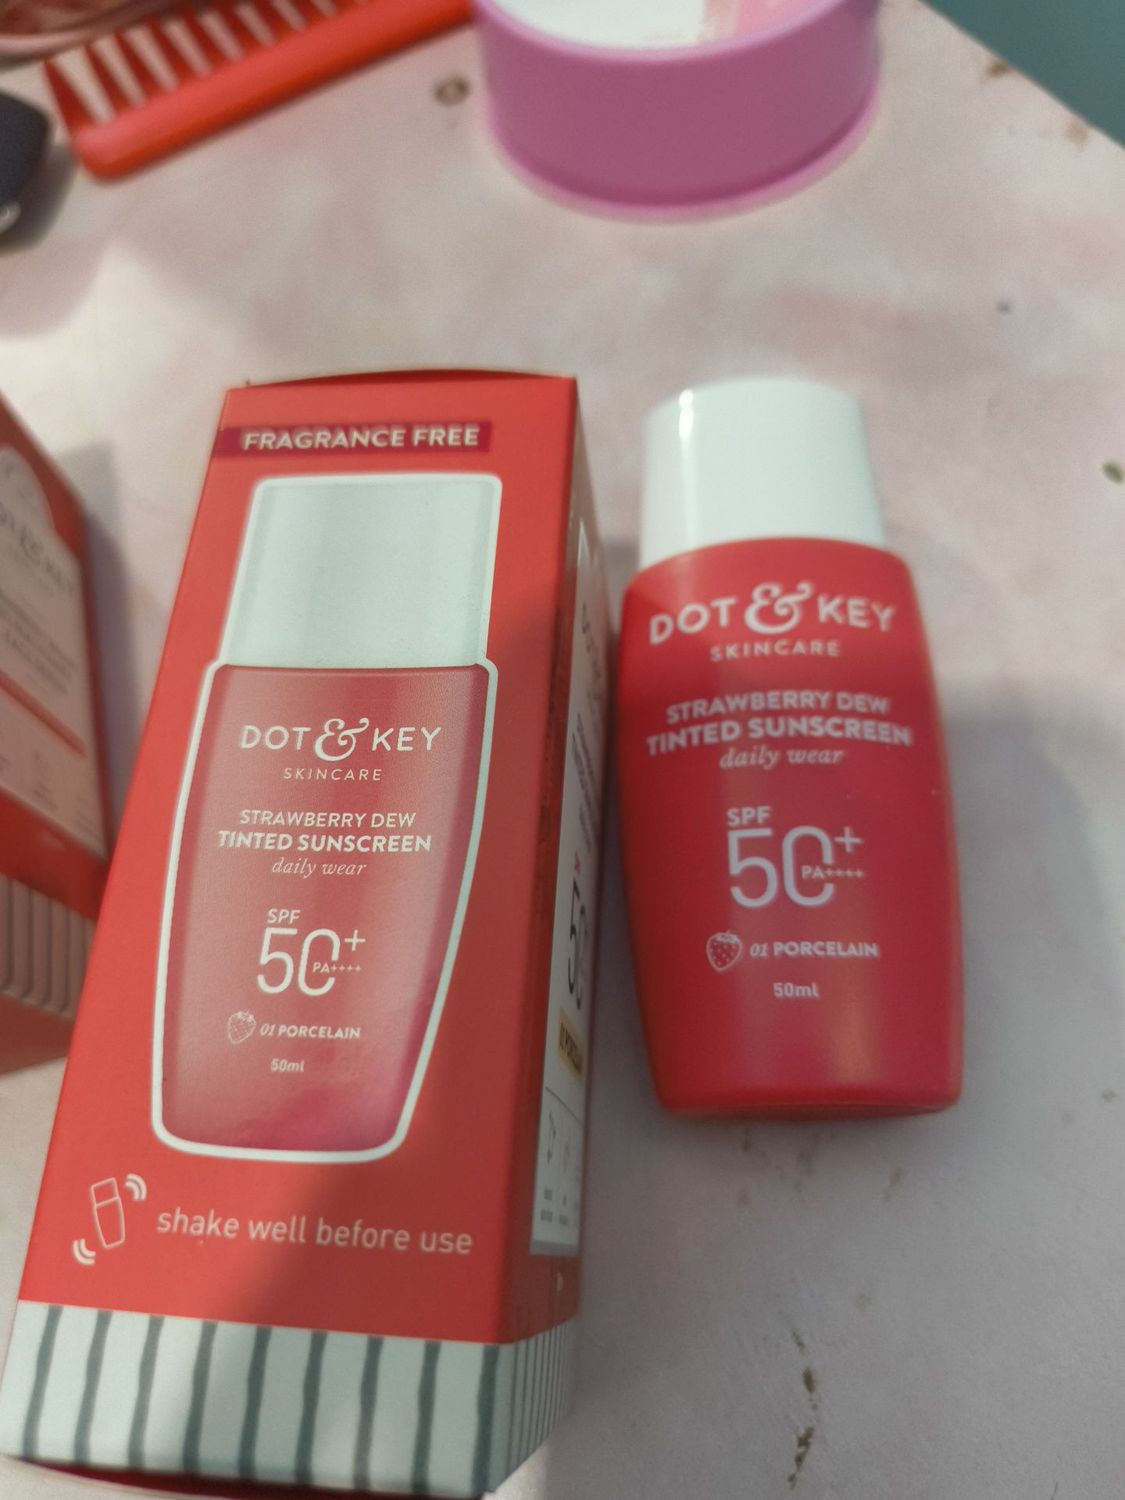 FRAGRANCE FREE
DOT & KEY
SKINCARE
STRAWBERRY DEW
TINTED SUNSCREEN
daily wear
SPF
50+
PA++++
01 PORCELAIN
50ml
shake well before use
DOT & KEY
SKINCARE
STRAWBERRY DEW
TINTED SUNSCREEN
daily wear
SPF
50+
PA++++
01 PORCELAIN
50ml